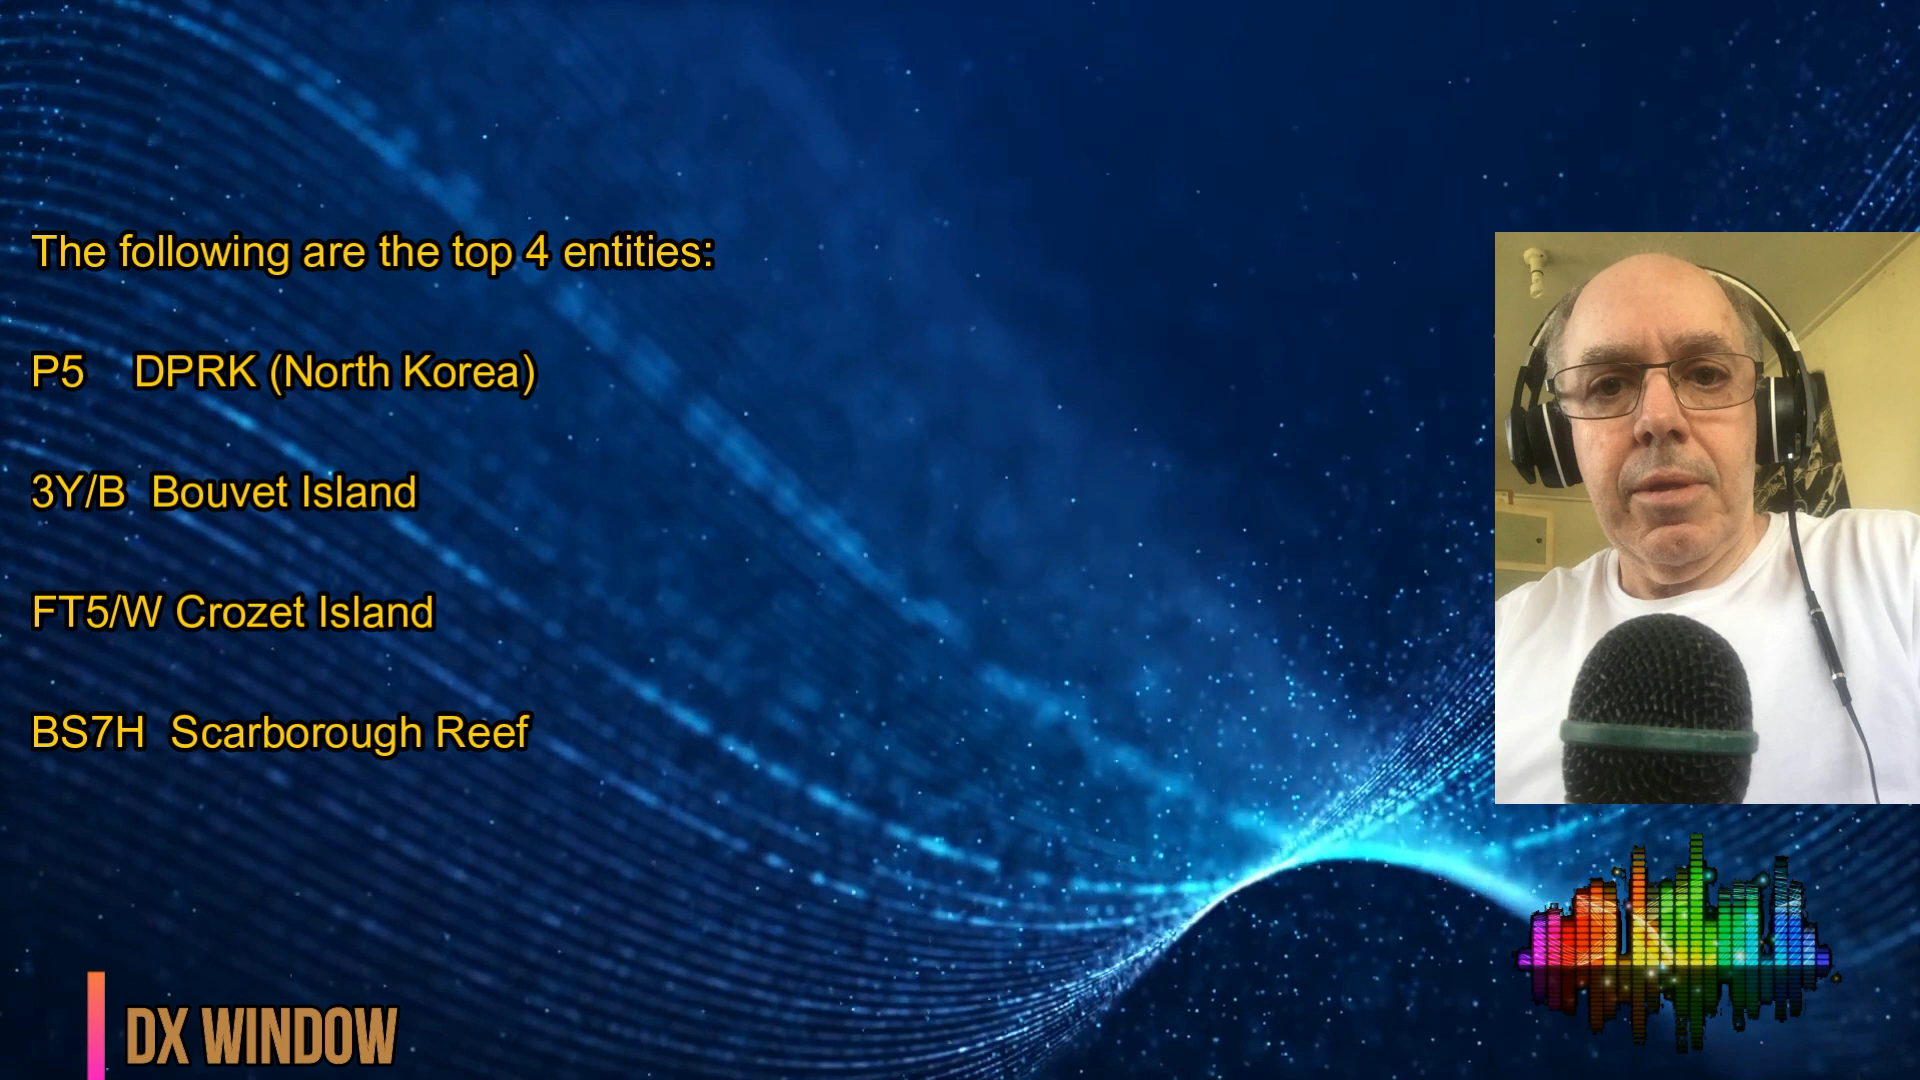 The following are the top 4 entities:
P5 DPRK (North Korea)
3Y/B Bouvet Island
FT5/W Crozet Island
BS7H Scarborough Reef
DX WINDOW